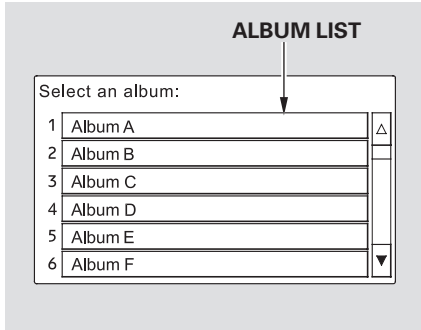 ALBUM LIST
Select an album:
1 Album A
2 Album B
3 Album C
4 Album D
5 Album E
6 Album F